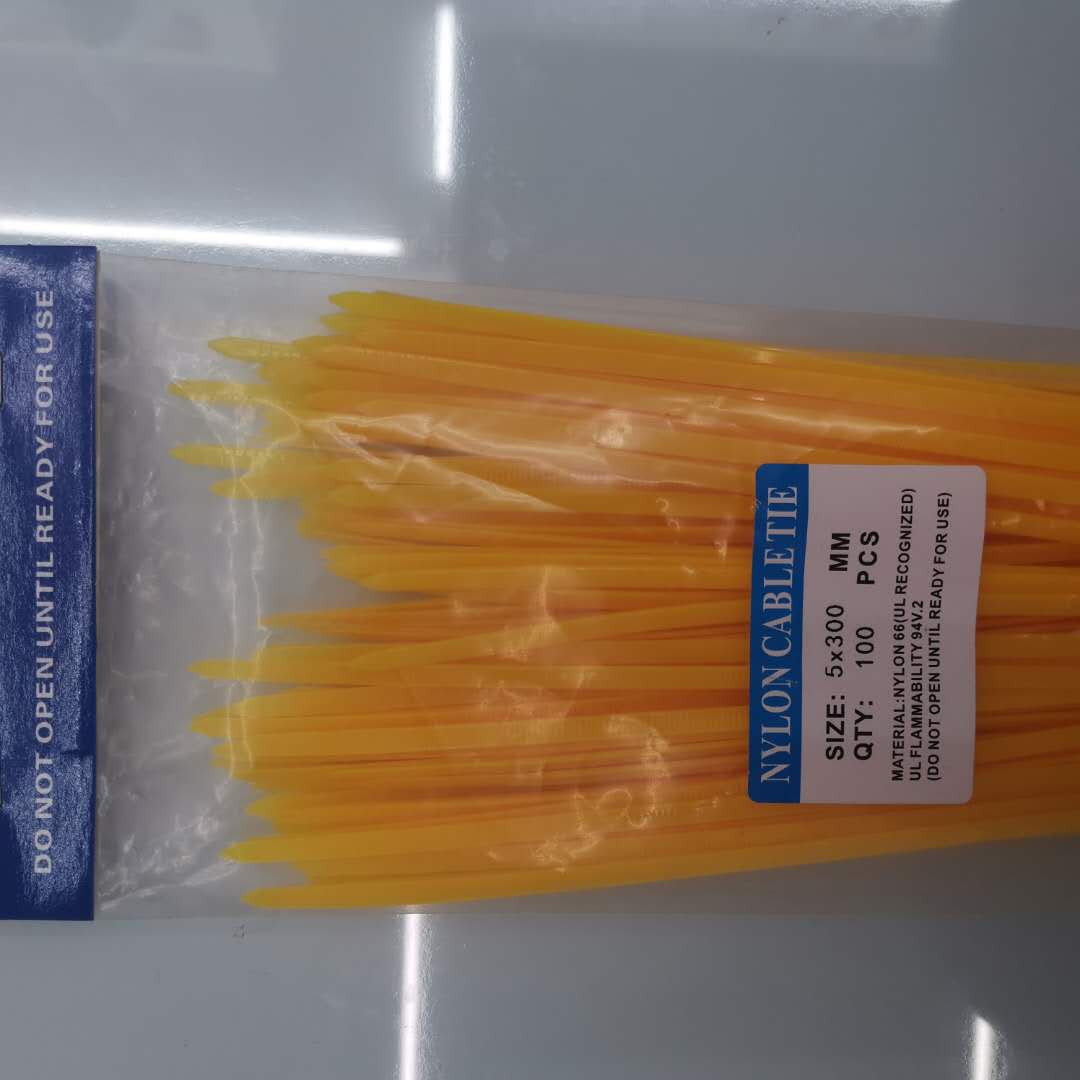 DO NOT OPEN UNTIL READY FOR USE
NYLON CABLE TIE
SIZE: 5x300 MM
QTY: 100 PCS
MATERIAL:NYLON 66(UL RECOGNIZED)
UL FLAMMABILITY 94V.2
(DO NOT OPEN UNTIL READY FOR USE)